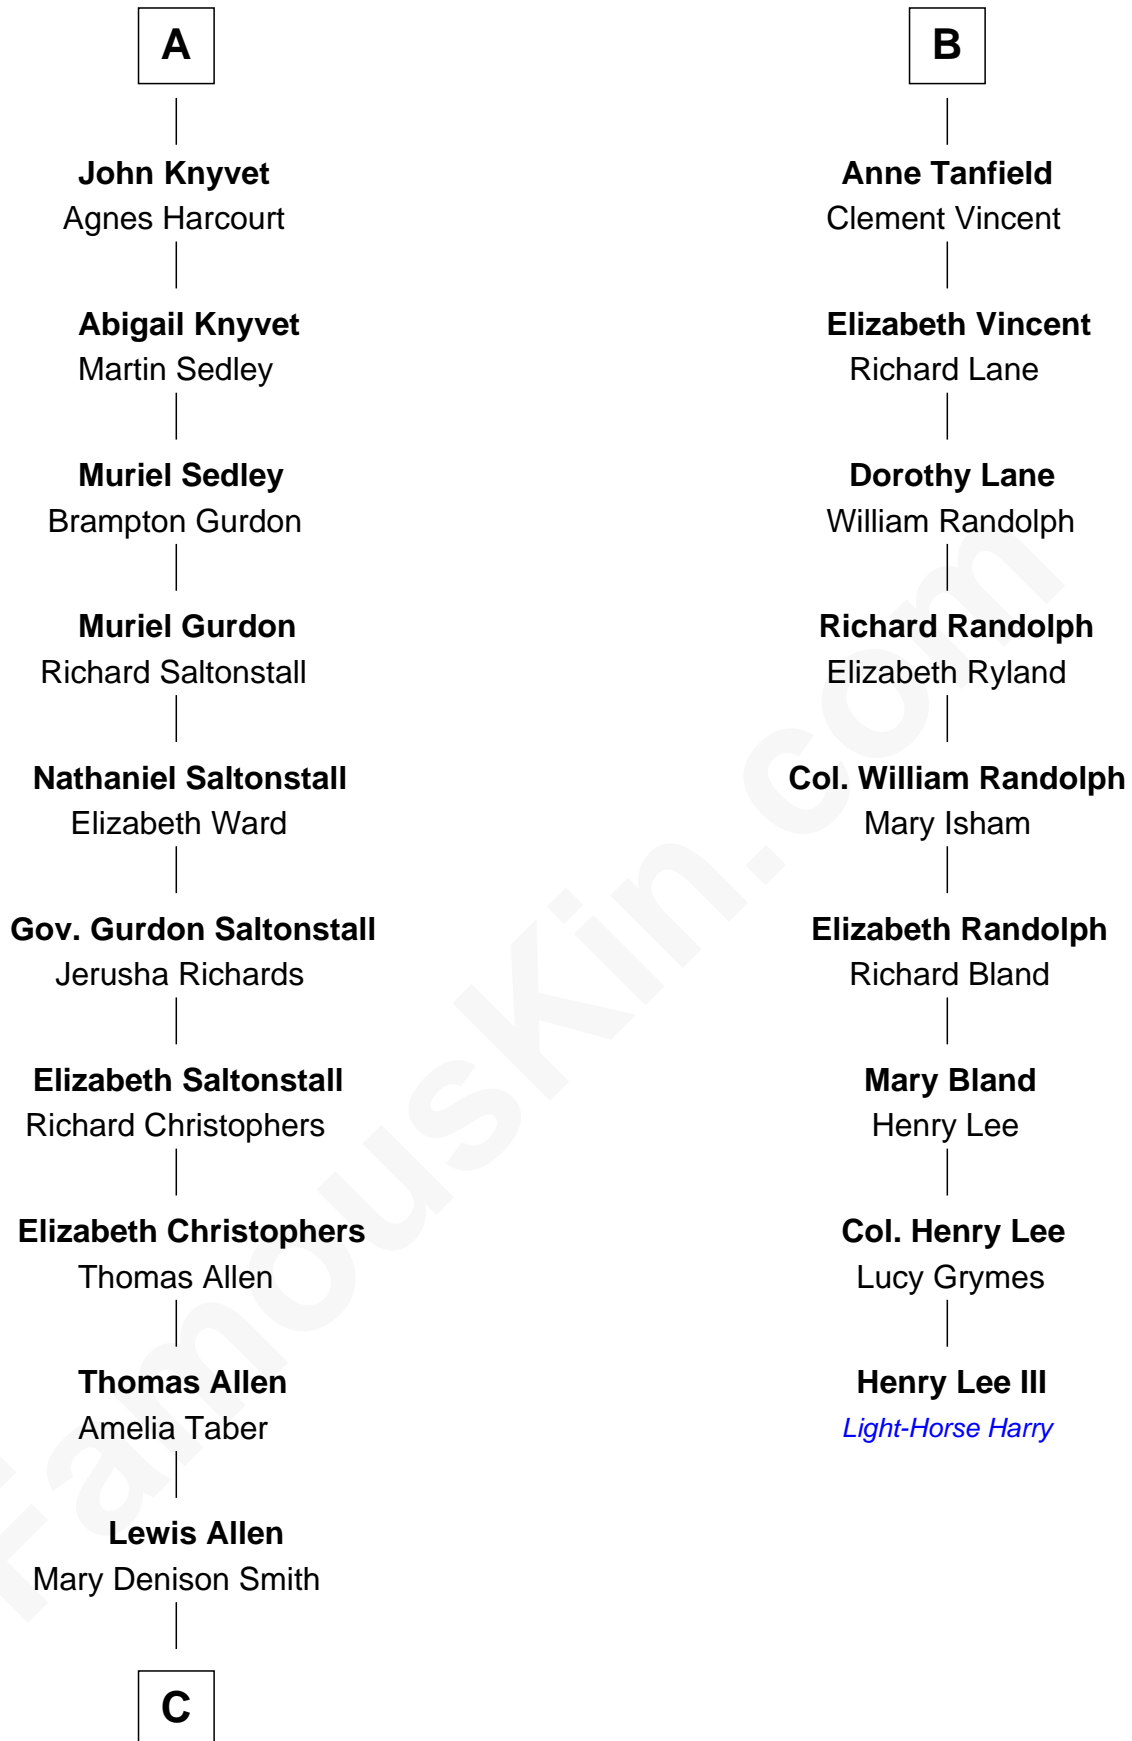 A
John Knyvet
Agnes Harcourt
Abigail Knyvet
Martin Sedley
Muriel Sedley
Brampton Gurdon
Muriel Gurdon
Richard Saltonstall
Nathaniel Saltonstall
Elizabeth Ward
Gov. Gurdon Saltonstall
Jerusha Richards
Elizabeth Saltonstall
Richard Christophers
Elizabeth Christophers
Thomas Allen
Thomas Allen
Amelia Taber
Lewis Allen
Mary Denison Smith
C
B
Anne Tanfield
Clement Vincent
Elizabeth Vincent
Richard Lane
Dorothy Lane
William Randolph
Richard Randolph
Elizabeth Ryland
Col. William Randolph
Mary Isham
Elizabeth Randolph
Richard Bland
Mary Bland
Henry Lee
Col. Henry Lee
Lucy Grymes
Henry Lee III
Light-Horse Harry
FamousKin.com